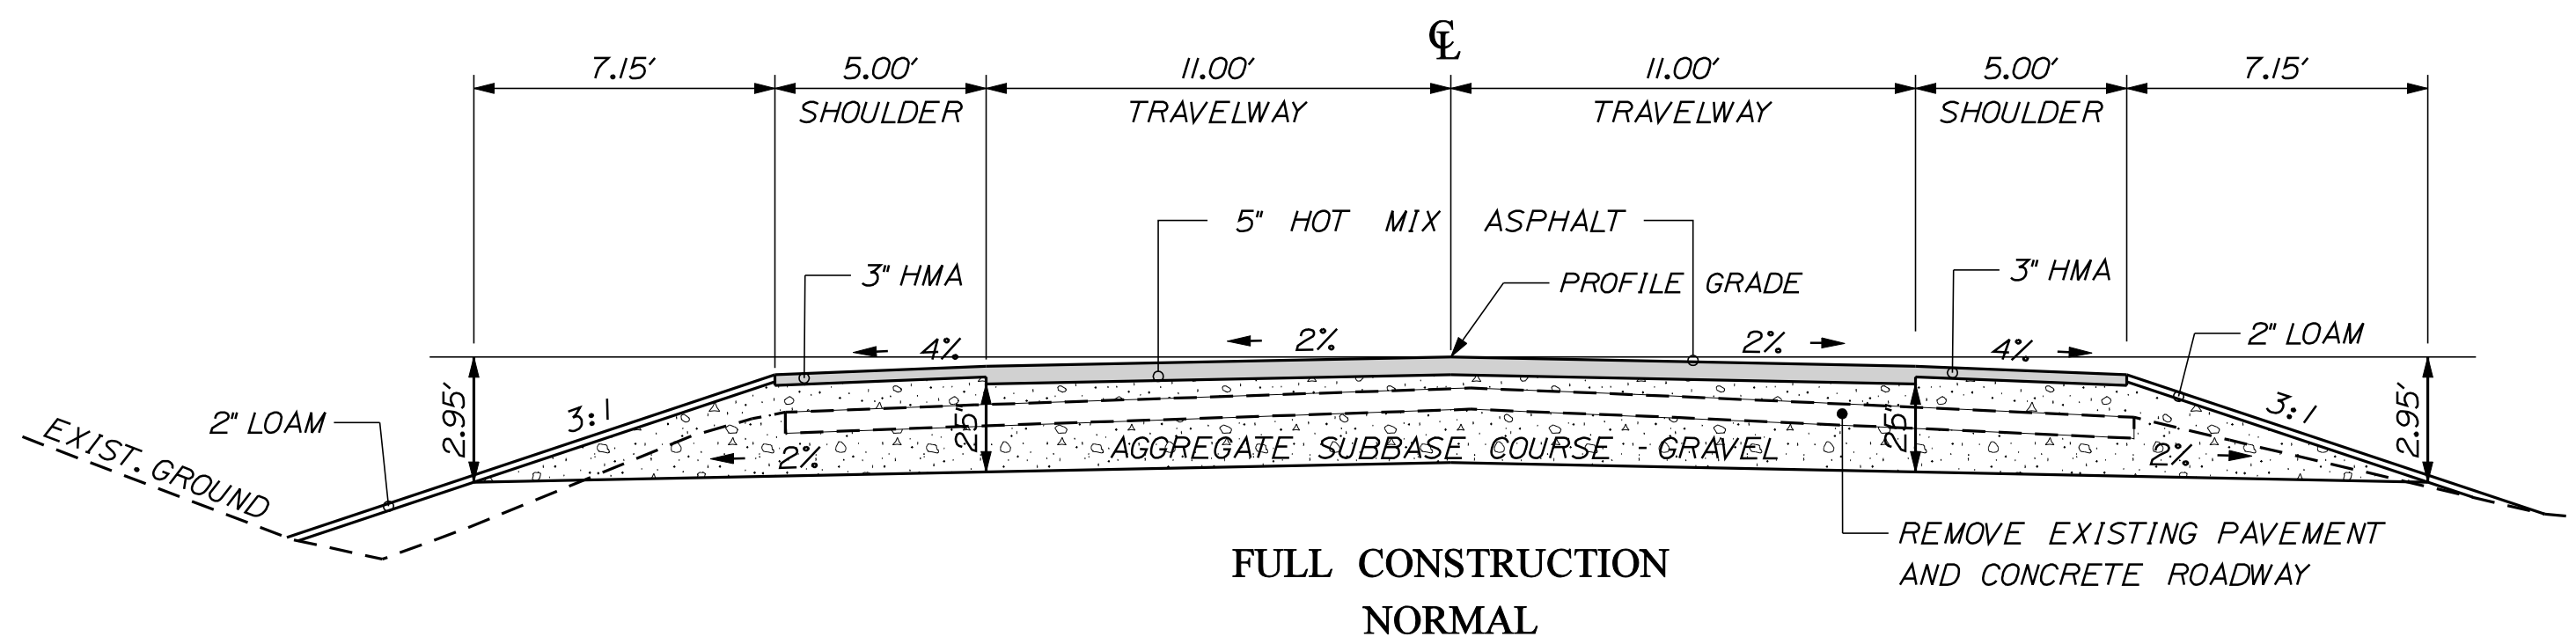 ℄
7.15' 5.00' 11.00' 11.00' 5.00' 7.15'
SHOULDER TRAVELWAY TRAVELWAY SHOULDER
5" HOT MIX ASPHALT
3" HMA PROFILE GRADE 3" HMA
4% 2% 2% 4% 2" LOAM
2.95' 3:1 3:1 2.95'
2" LOAM 25" 25"
EXIST. GROUND
2% AGGREGATE SUBBASE COURSE - GRAVEL 2%
REMOVE EXISTING PAVEMENT
AND CONCRETE ROADWAY
FULL CONSTRUCTION
NORMAL